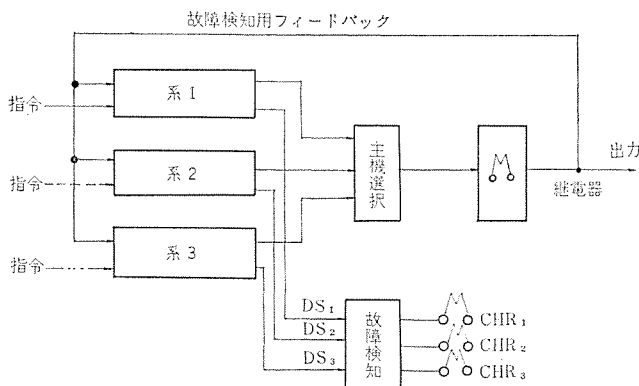 故障検知用フィードバック
指令
系1
指令
系2
指令
系3
主機選択
出力
継電器
DS₁
DS₂
DS₃
故障検知
CHR₁
CHR₂
CHR₃